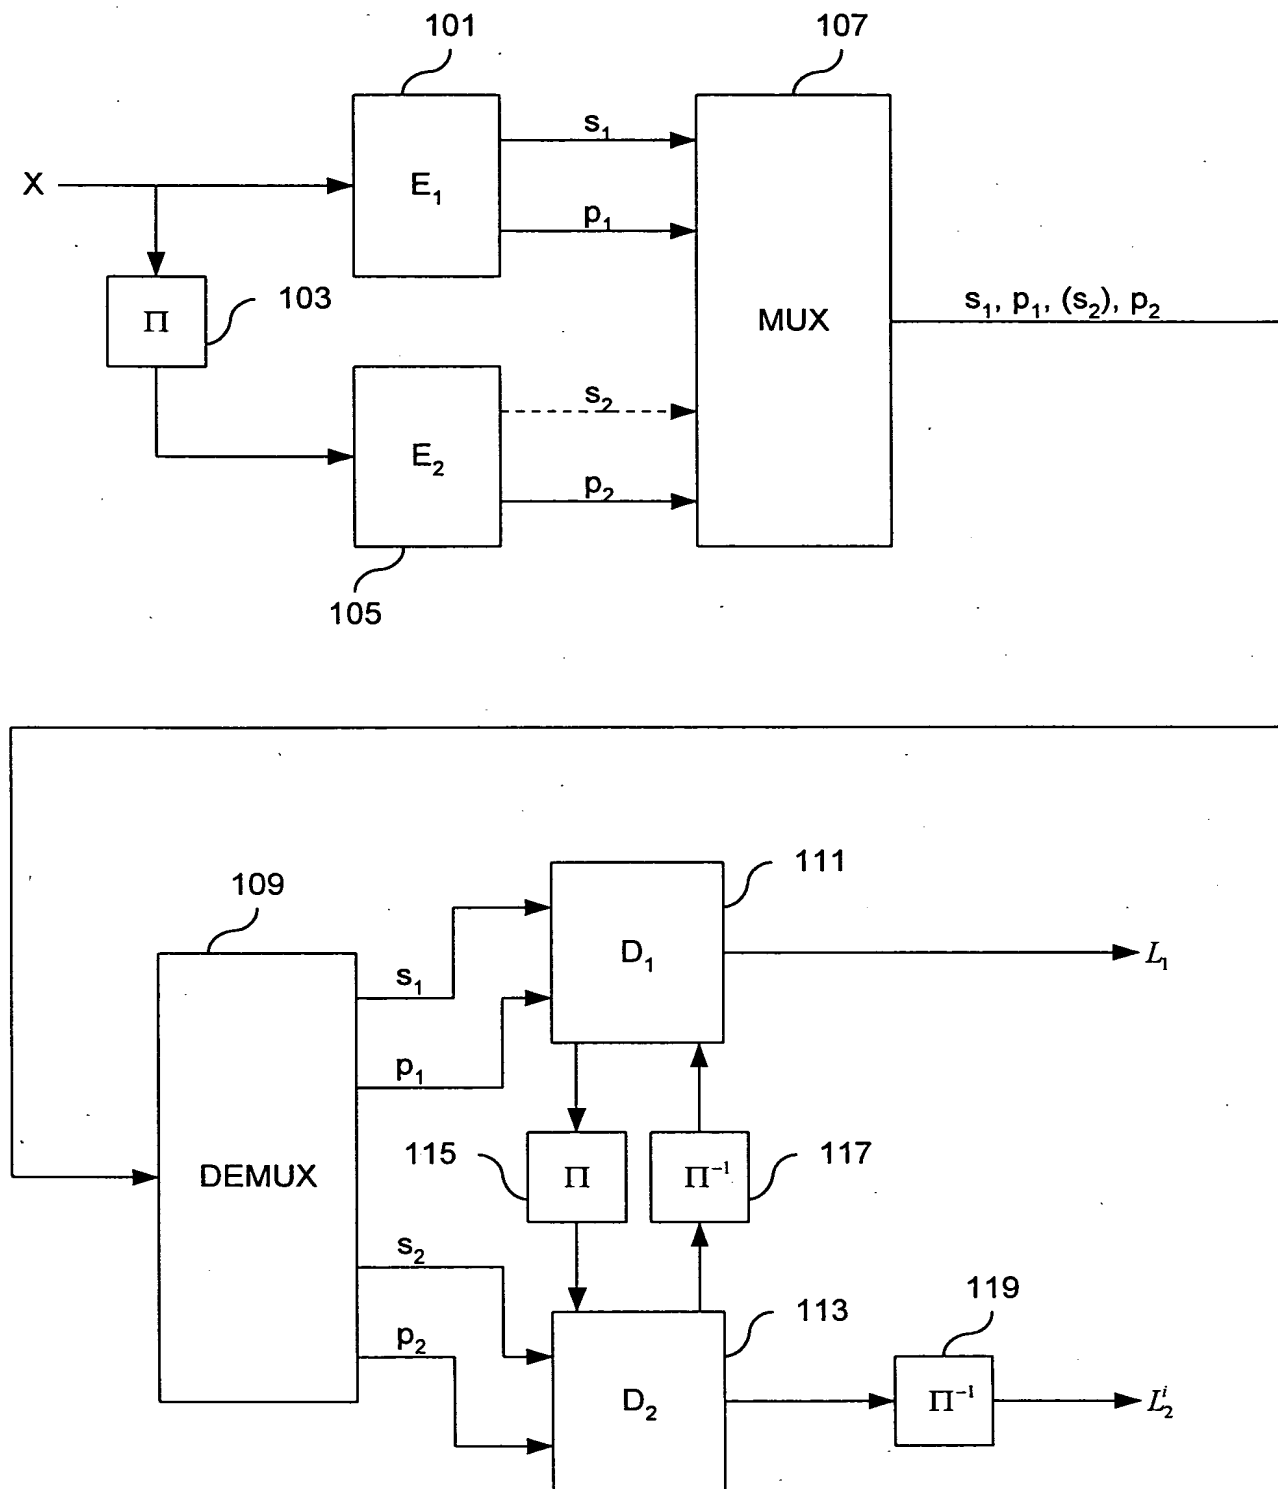 101
107
s₁
X
E₁
p₁
103
Π
MUX
s₁, p₁, (s₂), p₂
s₂
E₂
p₂
105
111
109
D₁
L₁
s₁
p₁
115
Π
Π⁻¹
117
DEMUX
s₂
119
113
p₂
D₂
Π⁻¹
L₂ⁱ